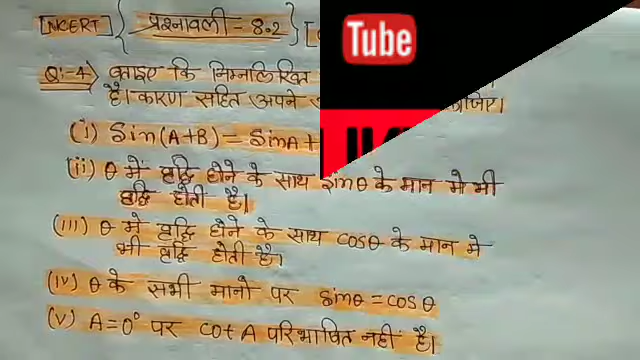 [NCERT] { प्रश्नावली - 8.2 } [
Tube
Q:-4) बताइए कि निम्नलिखित
है। कारण सहित अपने
(i) Sin(A+B) = SinA +
(ii) θ में वृद्धि होने के साथ sinθ के मान में भी
वृद्धि होती है।
(iii) θ में वृद्धि होने के साथ cosθ के मान में
भी वृद्धि होती है।
(iv) θ के सभी मानो पर sinθ = cosθ
(v) A=0° पर cot A परिभाषित नहीं है।